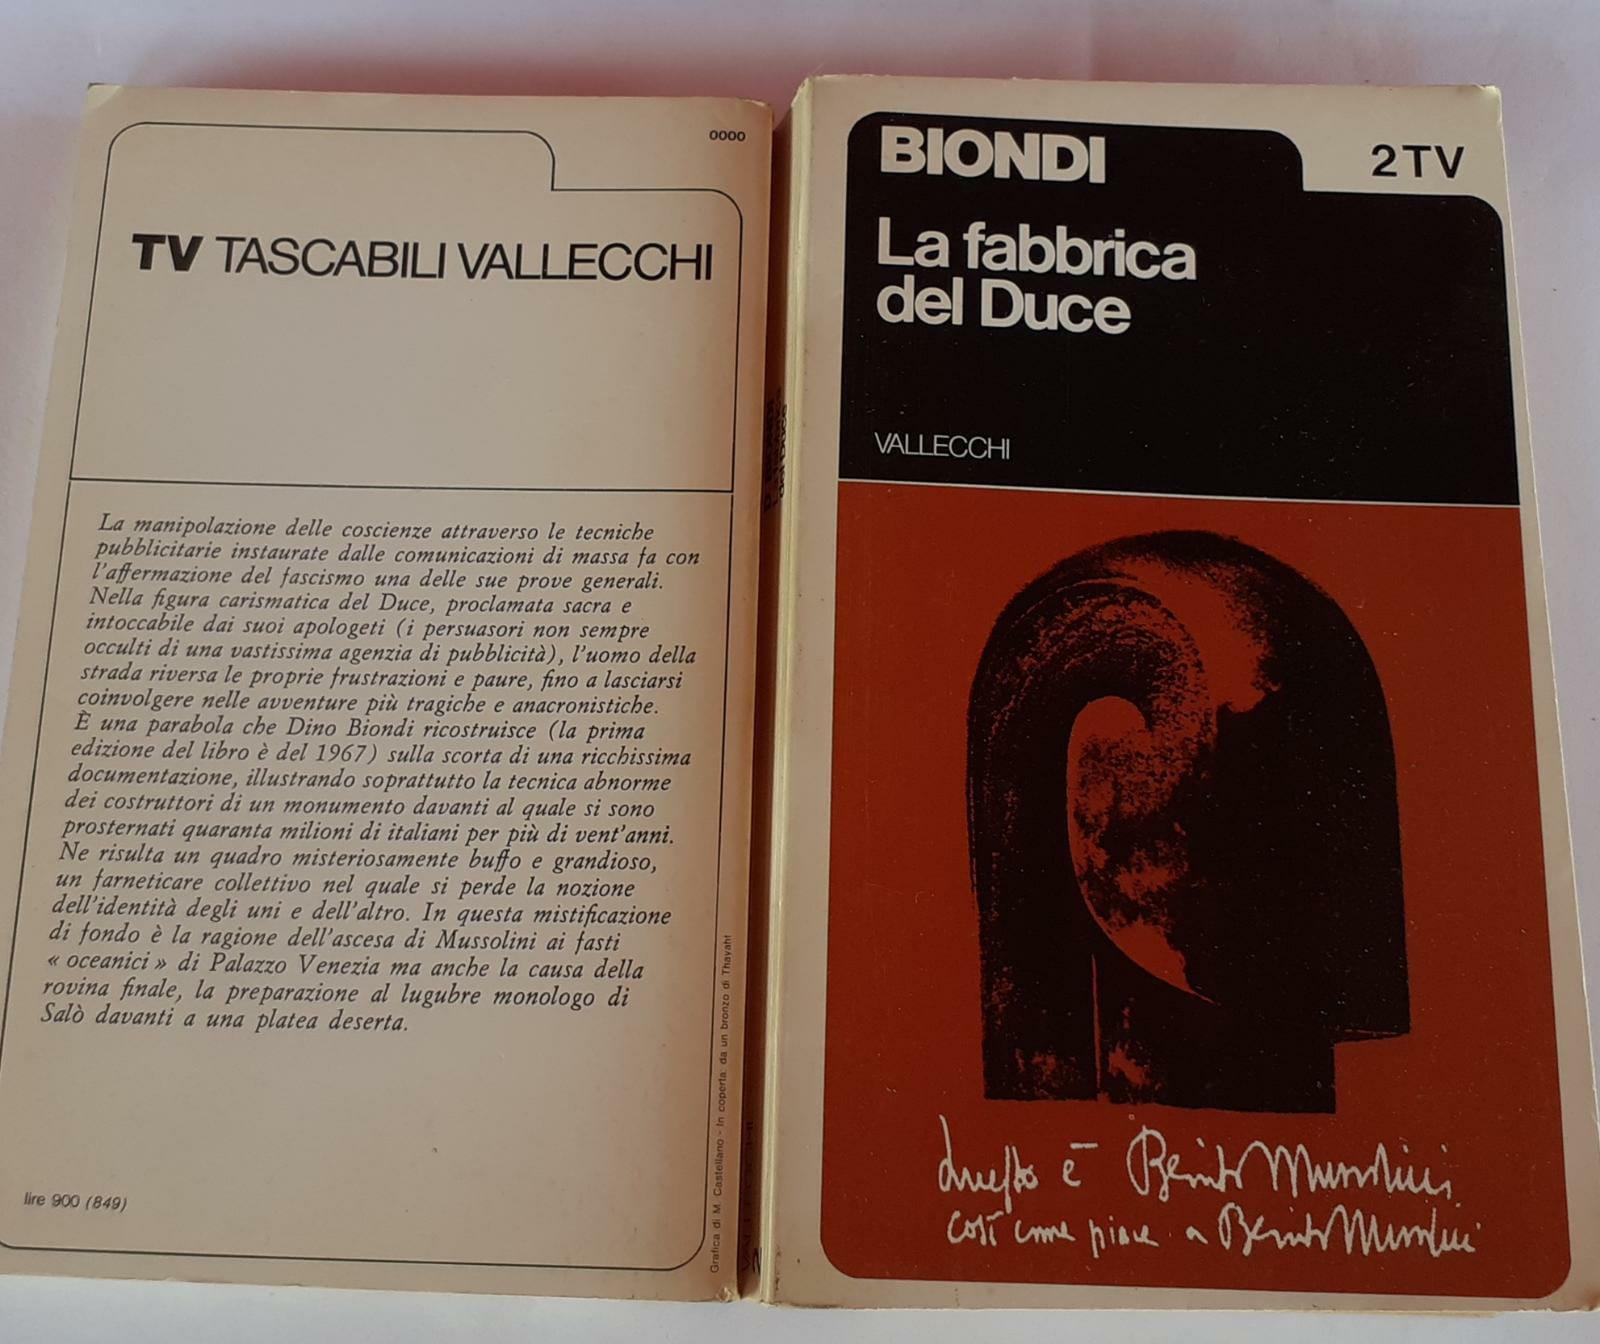 0000
TV TASCABILI VALLECCHI
La manipolazione delle coscienze attraverso le tecniche
pubblicitarie instaurate dalle comunicazioni di massa fa con
l'affermazione del fascismo una delle sue prove generali.
Nella figura carismatica del Duce, proclamata sacra e
intoccabile dai suoi apologeti (i persuasori non sempre
occulti di una vastissima agenzia di pubblicità), l'uomo della
strada riversa le proprie frustrazioni e paure, fino a lasciarsi
coinvolgere nelle avventure più tragiche e anacronistiche.
È una parabola che Dino Biondi ricostruisce (la prima
edizione del libro è del 1967) sulla scorta di una ricchissima
documentazione, illustrando soprattutto la tecnica abnorme
dei costruttori di un monumento davanti al quale si sono
prosternati quaranta milioni di italiani per più di vent'anni.
Ne risulta un quadro misteriosamente buffo e grandioso,
un farneticare collettivo nel quale si perde la nozione
dell'identità degli uni e dell'altro. In questa mistificazione
di fondo è la ragione dell'ascesa di Mussolini ai fasti
« oceanici » di Palazzo Venezia ma anche la causa della
rovina finale, la preparazione al lugubre monologo di
Salò davanti a una platea deserta.
lire 900 (849)
Grafica di M. Castellano - In coperta: da un bronzo di Thayaht
del Duce
BIONDI
2TV
La fabbrica
del Duce
VALLECCHI
Questo è Benito Mussolini
così come piace a Benito Mussolini